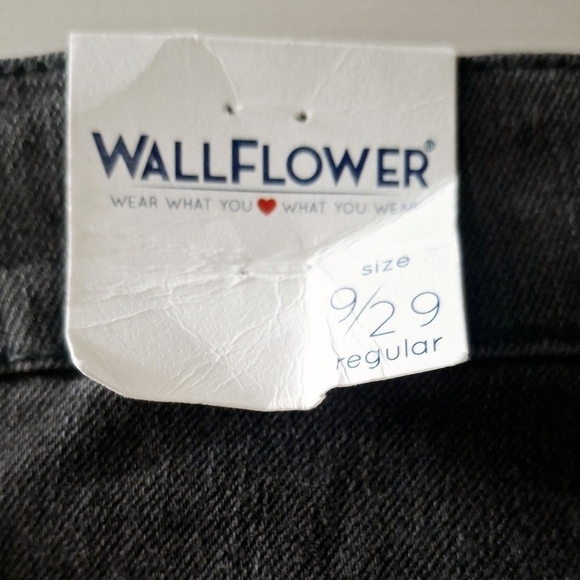 WALLFLOWER®
WEAR WHAT YOU ❤ WHAT YOU WEAR
size
9/29
regular